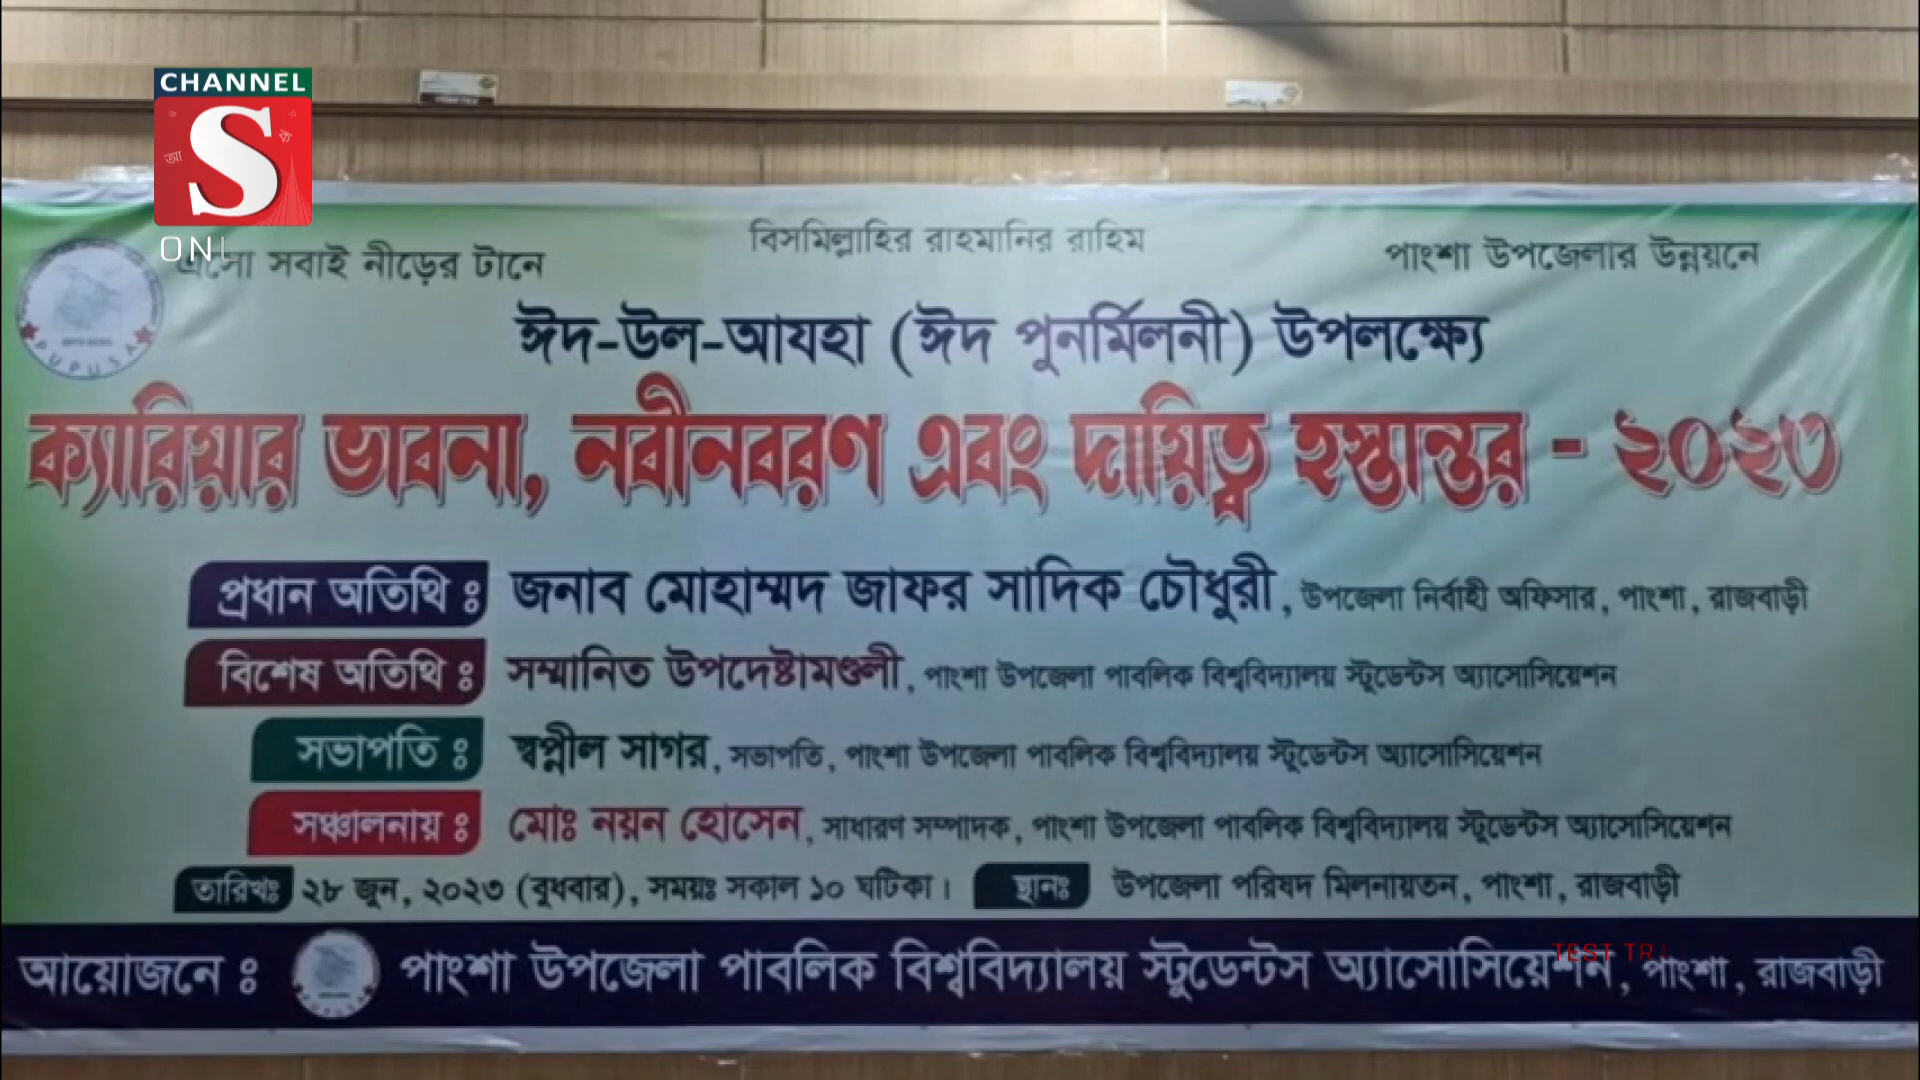 CHANNEL
S
বিসমিল্লাহির রাহমানির রাহিম
এসো সবাই নীড়ের টানে
পাংশা উপজেলার উন্নয়নে
PUPUSA
ঈদ-উল-আযহা (ঈদ পুনর্মিলনী) উপলক্ষ্যে
ক্যারিয়ার ভাবনা, নবীনবরণ এবং দায়িত্ব হস্তান্তর - ২০২৩
প্রধান অতিথি ঃ জনাব মোহাম্মদ জাফর সাদিক চৌধুরী, উপজেলা নির্বাহী অফিসার, পাংশা, রাজবাড়ী
বিশেষ অতিথি ঃ সম্মানিত উপদেষ্টামণ্ডলী, পাংশা উপজেলা পাবলিক বিশ্ববিদ্যালয় স্টুডেন্টস অ্যাসোসিয়েশন
সভাপতি ঃ স্বপ্নীল সাগর, সভাপতি, পাংশা উপজেলা পাবলিক বিশ্ববিদ্যালয় স্টুডেন্টস অ্যাসোসিয়েশন
সঞ্চালনায় ঃ মোঃ নয়ন হোসেন, সাধারণ সম্পাদক, পাংশা উপজেলা পাবলিক বিশ্ববিদ্যালয় স্টুডেন্টস অ্যাসোসিয়েশন
তারিখঃ ২৮ জুন, ২০২৩ (বুধবার), সময়ঃ সকাল ১০ ঘটিকা। স্থানঃ উপজেলা পরিষদ মিলনায়তন, পাংশা, রাজবাড়ী
আয়োজনে ঃ পাংশা উপজেলা পাবলিক বিশ্ববিদ্যালয় স্টুডেন্টস অ্যাসোসিয়েশন, পাংশা, রাজবাড়ী
TEST